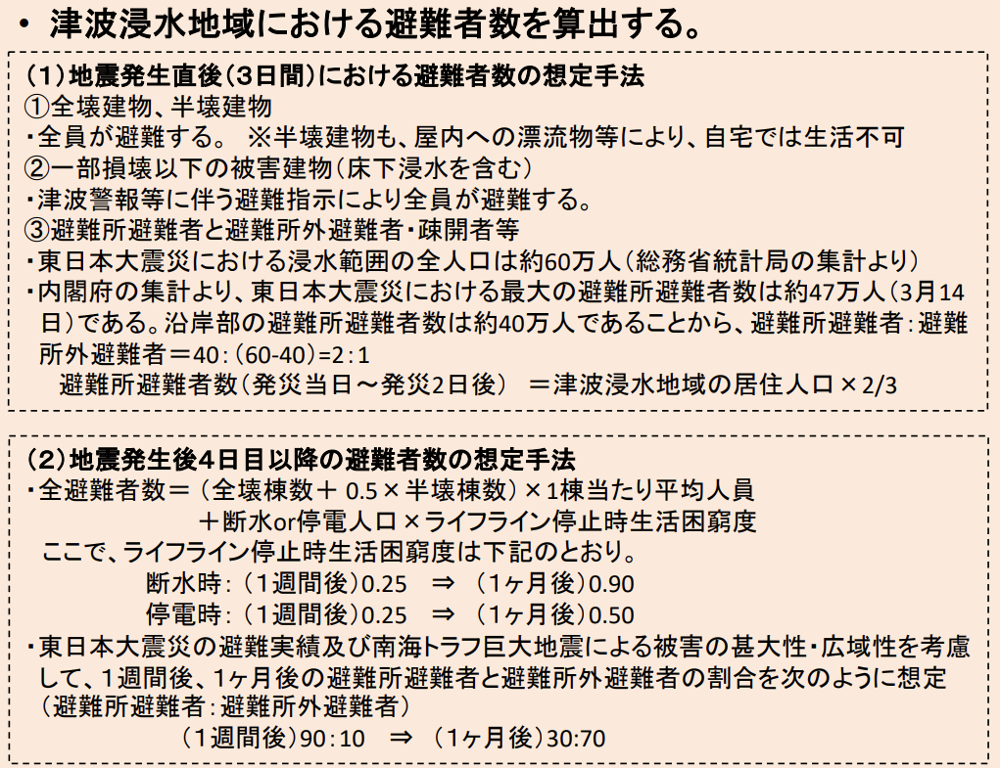 • 津波浸水地域における避難者数を算出する。
（1）地震発生直後（3日間）における避難者数の想定手法
①全壊建物、半壊建物
・全員が避難する。 ※半壊建物も、屋内への漂流物等により、自宅では生活不可
②一部損壊以下の被害建物（床下浸水を含む）
・津波警報等に伴う避難指示により全員が避難する。
③避難所避難者と避難所外避難者・疎開者等
・東日本大震災における浸水範囲の全人口は約60万人（総務省統計局の集計より）
・内閣府の集計より、東日本大震災における最大の避難所避難者数は約47万人（3月14
日）である。沿岸部の避難所避難者数は約40万人であることから、避難所避難者：避難
所外避難者＝40：（60-40）=2：1
避難所避難者数（発災当日～発災2日後） ＝津波浸水地域の居住人口×2/3
（2）地震発生後4日目以降の避難者数の想定手法
・全避難者数＝（全壊棟数＋ 0.5×半壊棟数）×1棟当たり平均人員
＋断水or停電人口×ライフライン停止時生活困窮度
ここで、ライフライン停止時生活困窮度は下記のとおり。
断水時：（1週間後）0.25 ⇒ （1ヶ月後）0.90
停電時：（1週間後）0.25 ⇒ （1ヶ月後）0.50
・東日本大震災の避難実績及び南海トラフ巨大地震による被害の甚大性・広域性を考慮
して、1週間後、1ヶ月後の避難所避難者と避難所外避難者の割合を次のように想定
（避難所避難者：避難所外避難者）
（1週間後）90：10 ⇒ （1ヶ月後）30:70